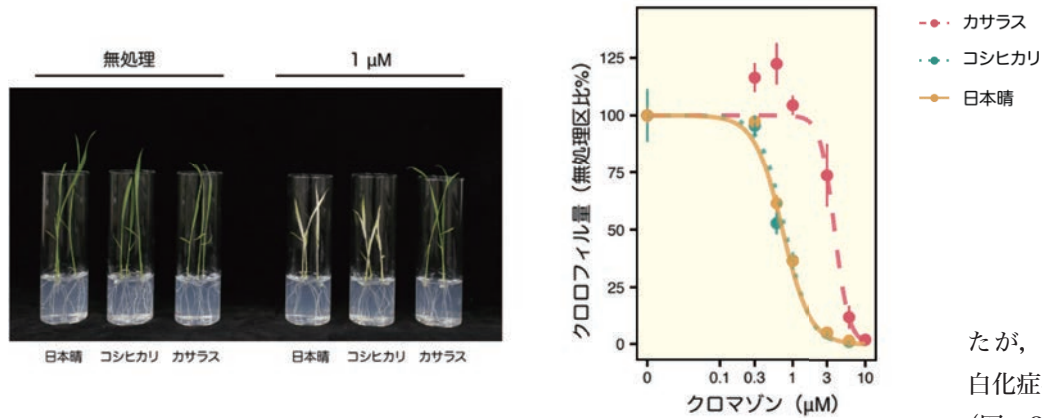 無処理
1 μM
日本晴
コシヒカリ
カサラス
日本晴
コシヒカリ
カサラス
クロロフィル量（無処理区比%）
125
100
75
50
25
0
0
0.1
0.3
1
3
10
クロマゾン（μM）
カサラス
コシヒカリ
日本晴
たが，
白化症